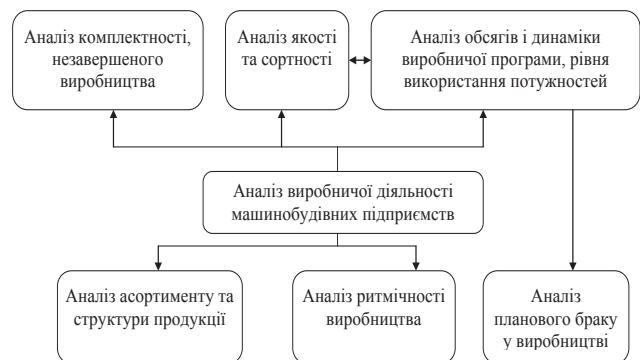 Аналіз комплектності,
незавершеного
виробництва
Аналіз якості
та сортності
Аналіз обсягів і динаміки
виробничої програми, рівня
використання потужностей
Аналіз виробничої діяльності
машинобудівних підприємств
Аналіз асортименту та
структури продукції
Аналіз ритмічності
виробництва
Аналіз
планового браку
у виробництві